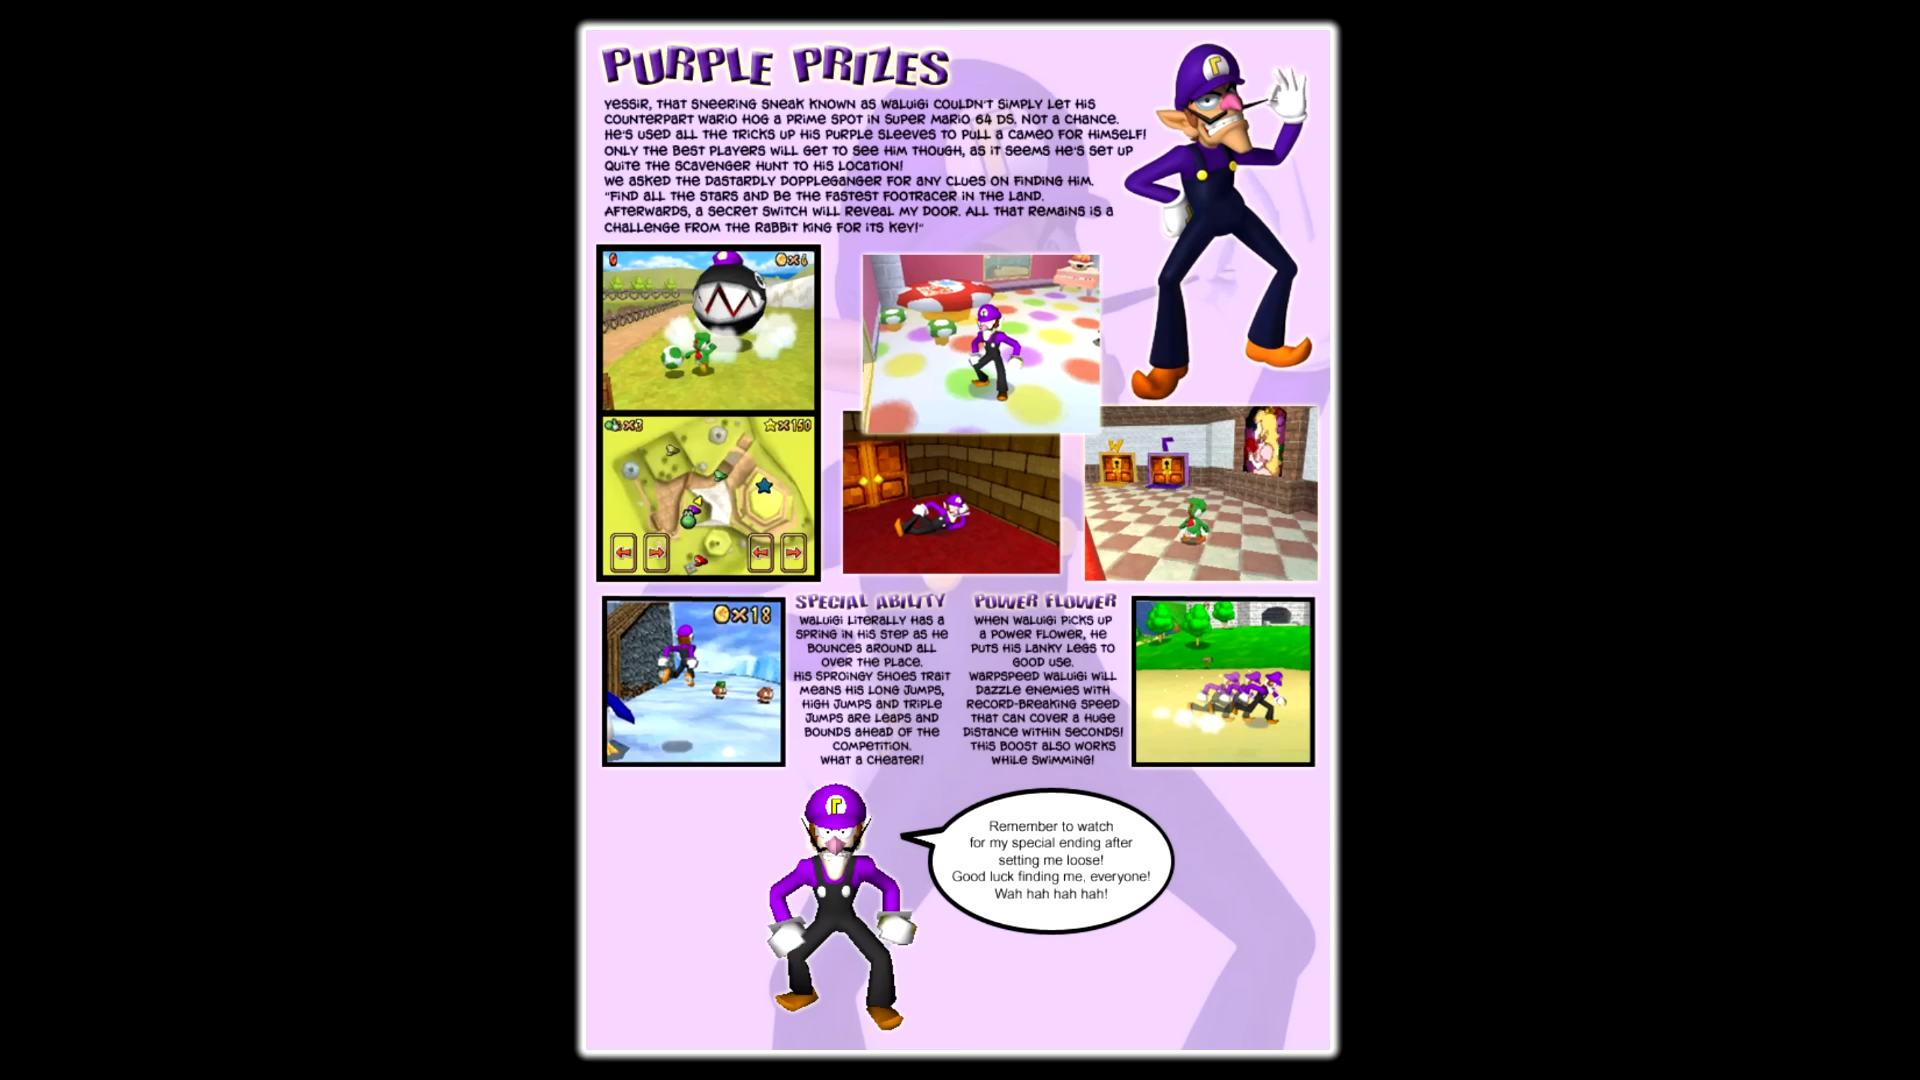 PURPLE PRIZES
YESSIR, THAT SNEERING SNEAK KNOWN AS WALUIGI COULDN'T SIMPLY LET HIS
COUNTERPART WARIO HOG A PRIME SPOT IN SUPER MARIO 64 DS. NOT A CHANCE.
HE'S USED ALL THE TRICKS UP HIS PURPLE SLEEVES TO PULL A CAMEO FOR HIMSELF!
ONLY THE BEST PLAYERS WILL GET TO SEE HIM THOUGH, AS IT SEEMS HE'S SET UP
QUITE THE SCAVENGER HUNT TO HIS LOCATION!
WE ASKED THE DASTARDLY DOPPLEGANGER FOR ANY CLUES ON FINDING HIM.
"FIND ALL THE STARS AND BE THE FASTEST FOOTRACER IN THE LAND.
AFTERWARDS, A SECRET SWITCH WILL REVEAL MY DOOR. ALL THAT REMAINS IS A
CHALLENGE FROM THE RABBIT KING FOR ITS KEY!"
×6
×3
×150
W
Γ
×18
SPECIAL ABILITY
WALUIGI LITERALLY HAS A
SPRING IN HIS STEP AS HE
BOUNCES AROUND ALL
OVER THE PLACE.
HIS SPROINGY SHOES TRAIT
MEANS HIS LONG JUMPS,
HIGH JUMPS AND TRIPLE
JUMPS ARE LEAPS AND
BOUNDS AHEAD OF THE
COMPETITION.
WHAT A CHEATER!
POWER FLOWER
WHEN WALUIGI PICKS UP
A POWER FLOWER, HE
PUTS HIS LANKY LEGS TO
GOOD USE.
WARPSPEED WALUIGI WILL
DAZZLE ENEMIES WITH
RECORD-BREAKING SPEED
THAT CAN COVER A HUGE
DISTANCE WITHIN SECONDS!
THIS BOOST ALSO WORKS
WHILE SWIMMING!
Remember to watch
for my special ending after
setting me loose!
Good luck finding me, everyone!
Wah hah hah hah!